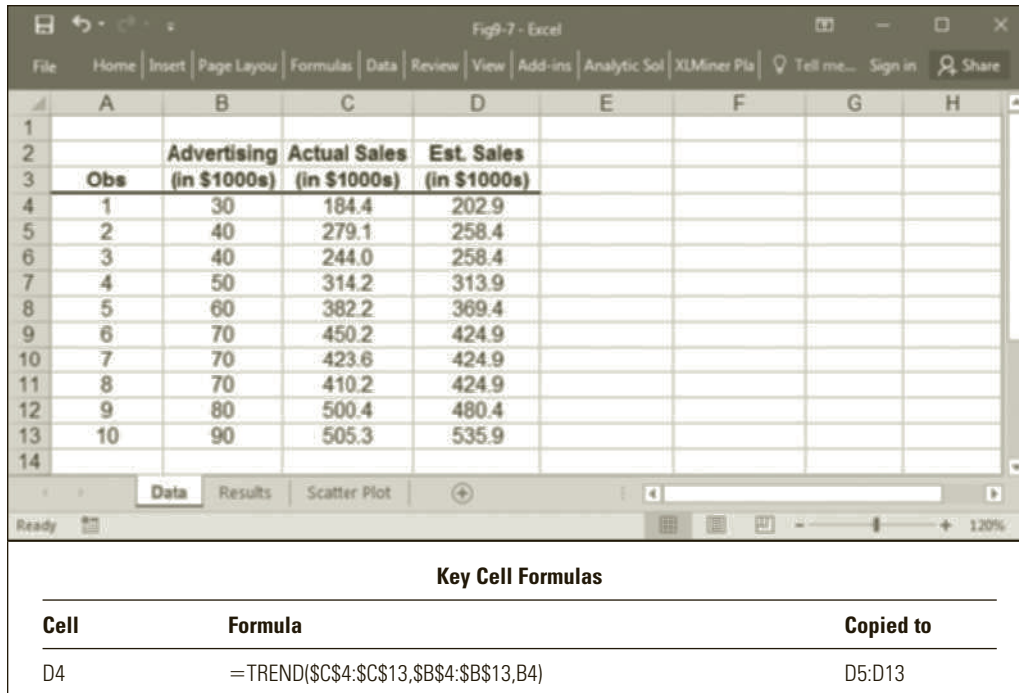 Fig9-7 - Excel
File Home Insert Page Layou Formulas Data Review View Add-ins Analytic Sol XLMiner Pla Tell me... Sign in Share
A B C D E F G H
1
2 Advertising Actual Sales Est. Sales
3 Obs (in $1000s) (in $1000s) (in $1000s)
4 1 30 184.4 202.9
5 2 40 279.1 258.4
6 3 40 244.0 258.4
7 4 50 314.2 313.9
8 5 60 382.2 369.4
9 6 70 450.2 424.9
10 7 70 423.6 424.9
11 8 70 410.2 424.9
12 9 80 500.4 480.4
13 10 90 505.3 535.9
14
Data Results Scatter Plot
Ready 120%
Key Cell Formulas
Cell Formula Copied to
D4 =TREND($C$4:$C$13,$B$4:$B$13,B4) D5:D13